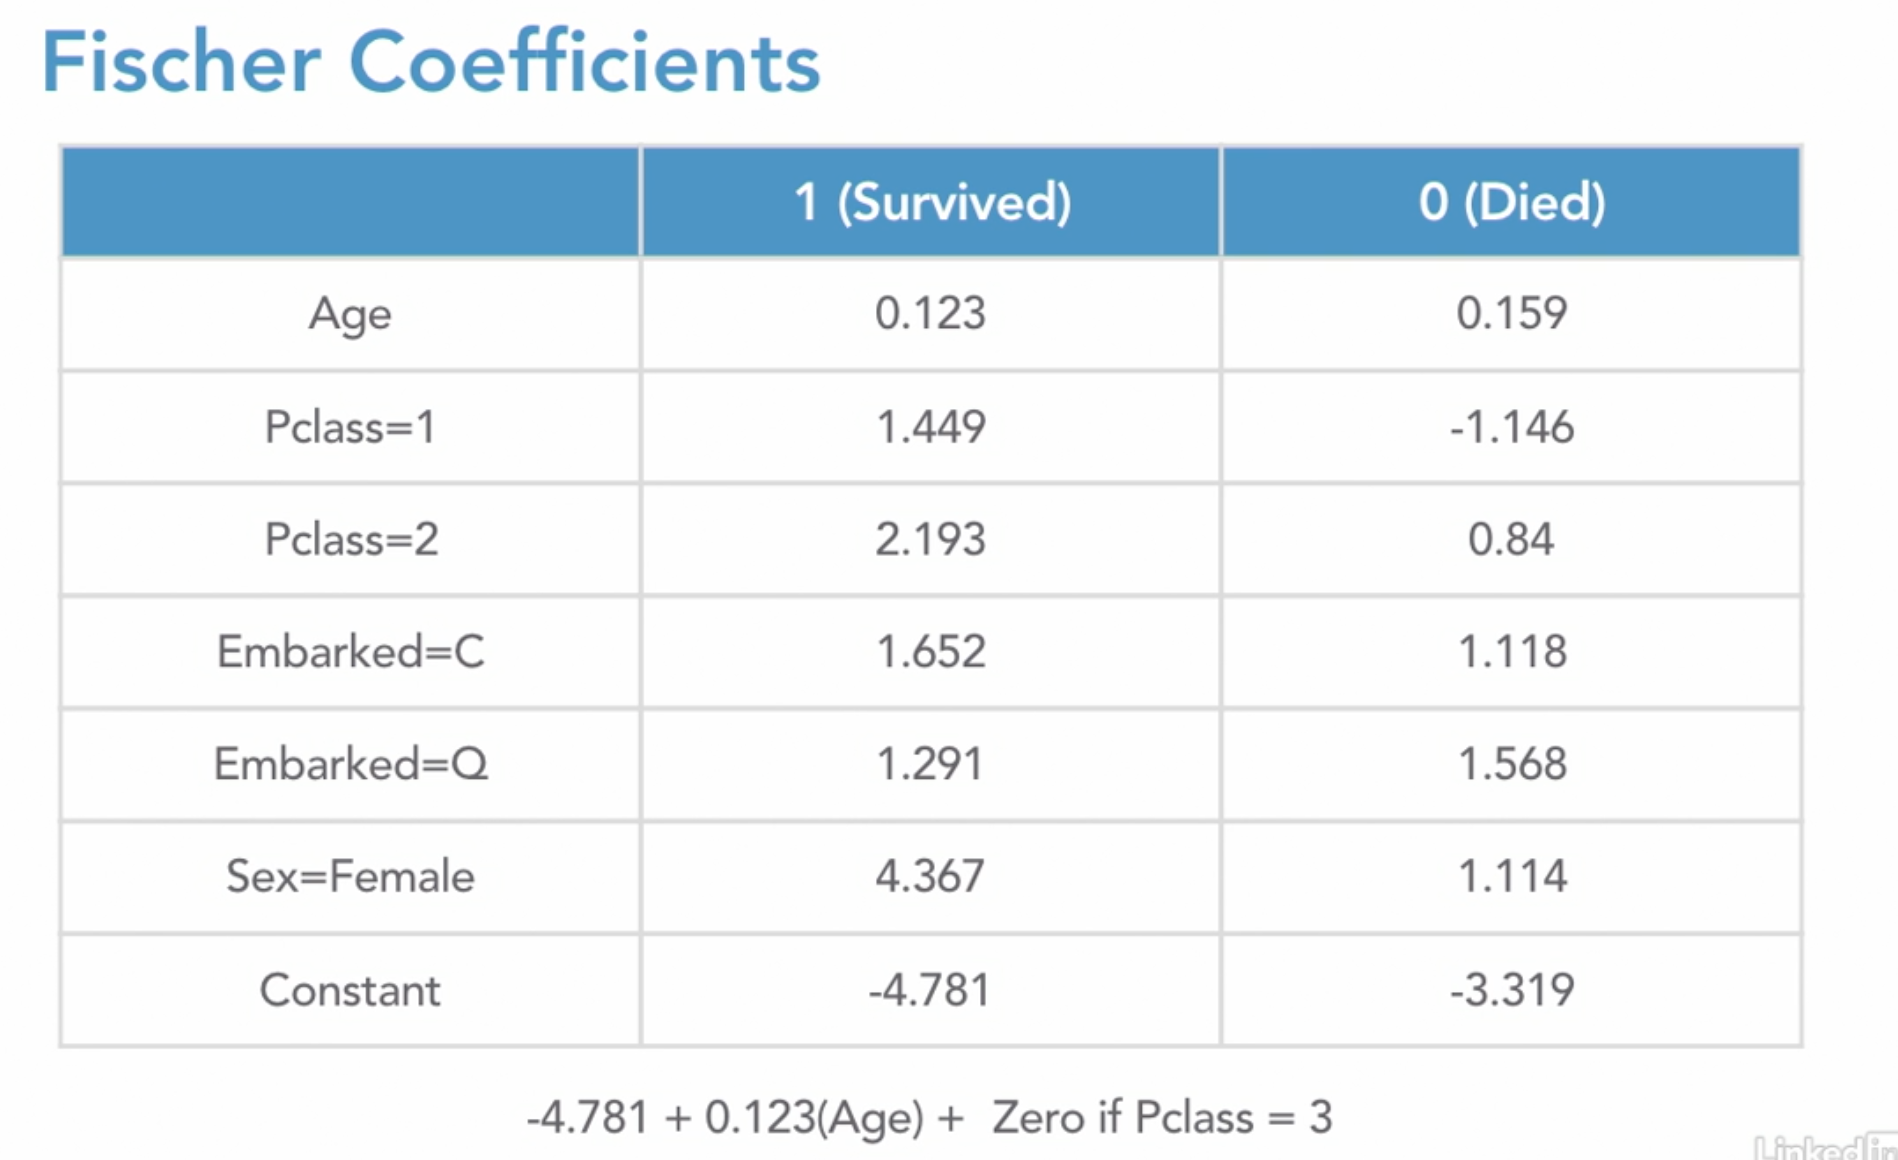 Fischer Coefficients
1 (Survived) 0 (Died)
Age 0.123 0.159
Pclass=1 1.449 -1.146
Pclass=2 2.193 0.84
Embarked=C 1.652 1.118
Embarked=Q 1.291 1.568
Sex=Female 4.367 1.114
Constant -4.781 -3.319
-4.781 + 0.123(Age) + Zero if Pclass = 3
Linkedin